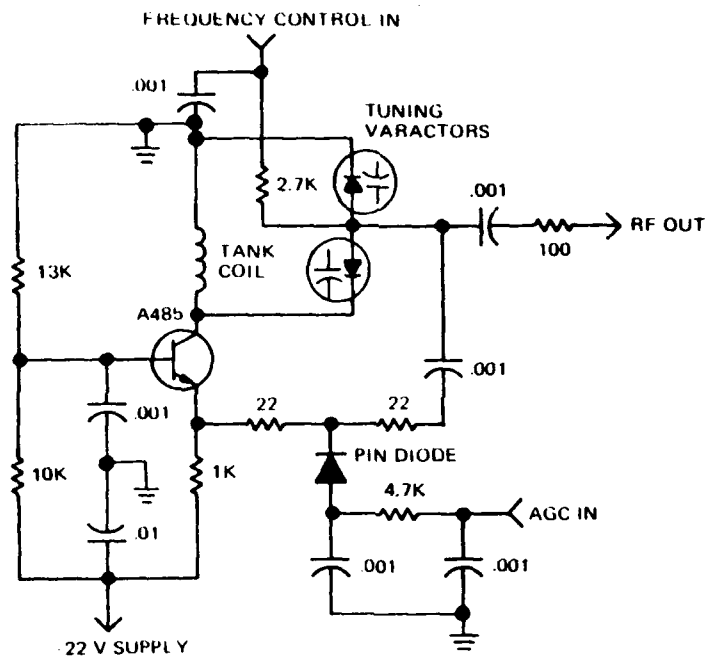 FREQUENCY CONTROL IN
.001
TUNING
VARACTORS
2.7K
.001
RF OUT
100
TANK
COIL
13K
A485
.001
.001
22
22
10K
1K
PIN DIODE
4.7K
AGC IN
.01
.001
.001
-22 V SUPPLY